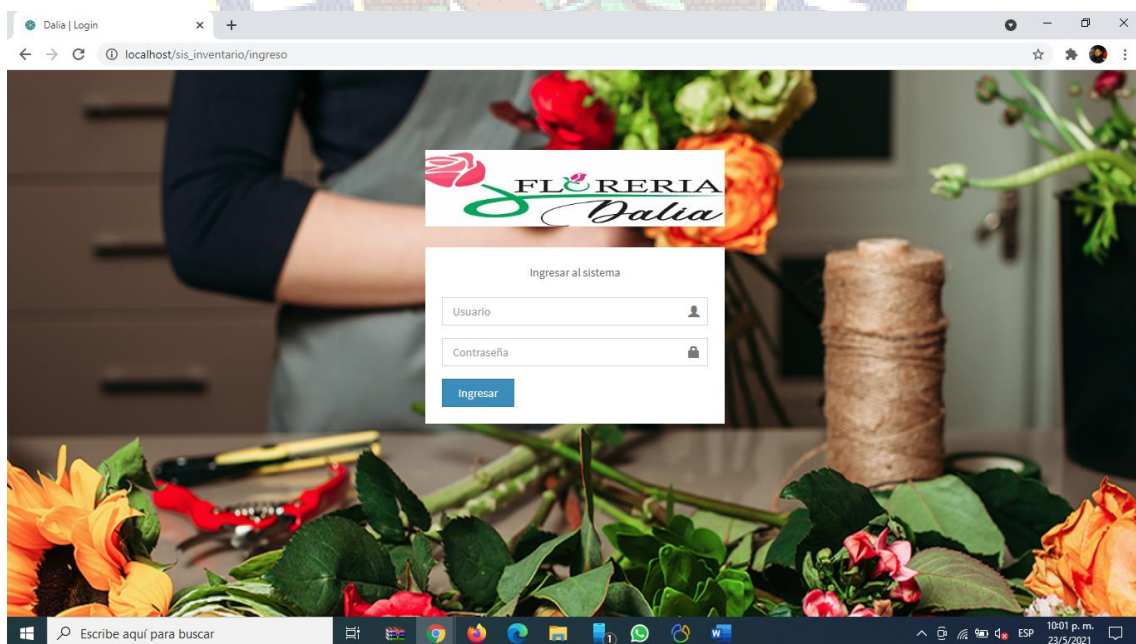 Dalia | Login
localhost/sis_inventario/ingreso
FLORERIA
Dalia
Ingresar al sistema
Usuario
Contraseña
Ingresar
Escribe aquí para buscar
1
W
ESP
10:01 p. m.
23/5/2021